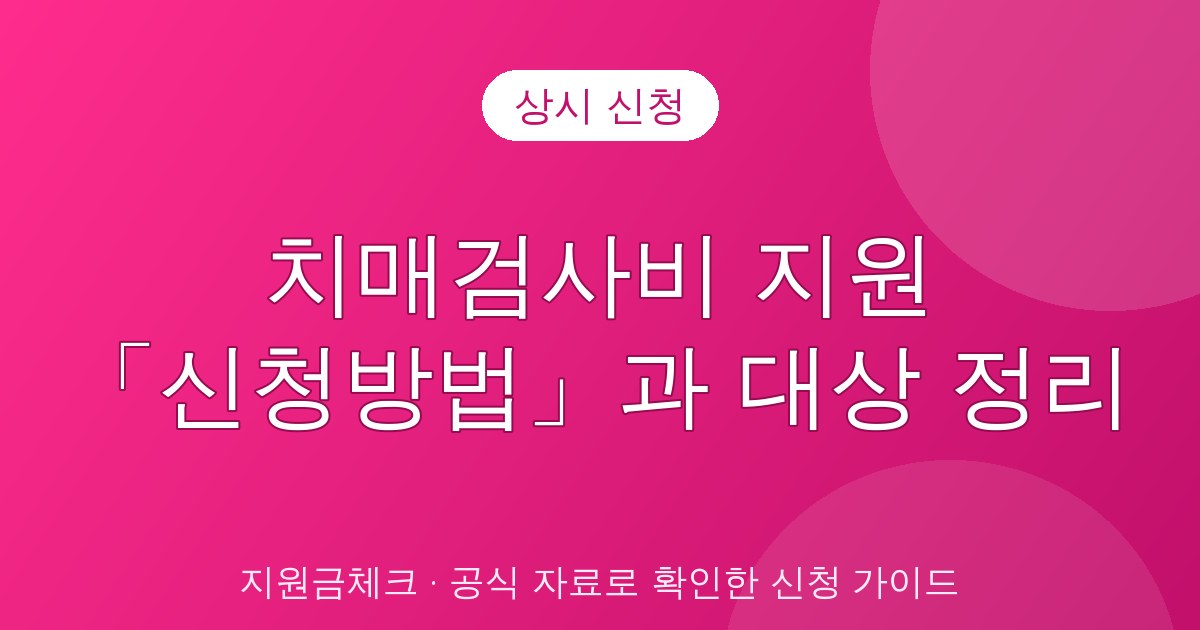 상시 신청
치매검사비 지원
「신청방법」과 대상 정리
지원금체크 · 공식 자료로 확인한 신청 가이드